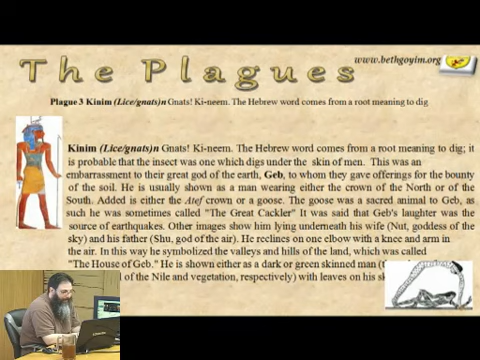 www.bethgoyim.org
The Plagues
Plague 3 Kinim (Lice/gnats)n Gnats! Ki-neem. The Hebrew word comes from a root meaning to dig
Kinim (Lice/gnats)n Gnats! Ki-neem. The Hebrew word comes from a root meaning to dig; it
is probable that the insect was one which digs under the skin of men. This was an
embarrassment to their great god of the earth, Geb, to whom they gave offerings for the bounty
of the soil. He is usually shown as a man wearing either the crown of the North or of the
South. Added is either the Atef crown or a goose. The goose was a sacred animal to Geb, as
such he was sometimes called "The Great Cackler" It was said that Geb's laughter was the
source of earthquakes. Other images show him lying underneath his wife (Nut, goddess of the
sky) and his father (Shu, god of the air). He reclines on one elbow with a knee and arm in
the air. In this way he symbolized the valleys and hills of the land, which was called
"The House of Geb." He is shown either as a dark or green skinned man (
of the Nile and vegetation, respectively) with leaves on his